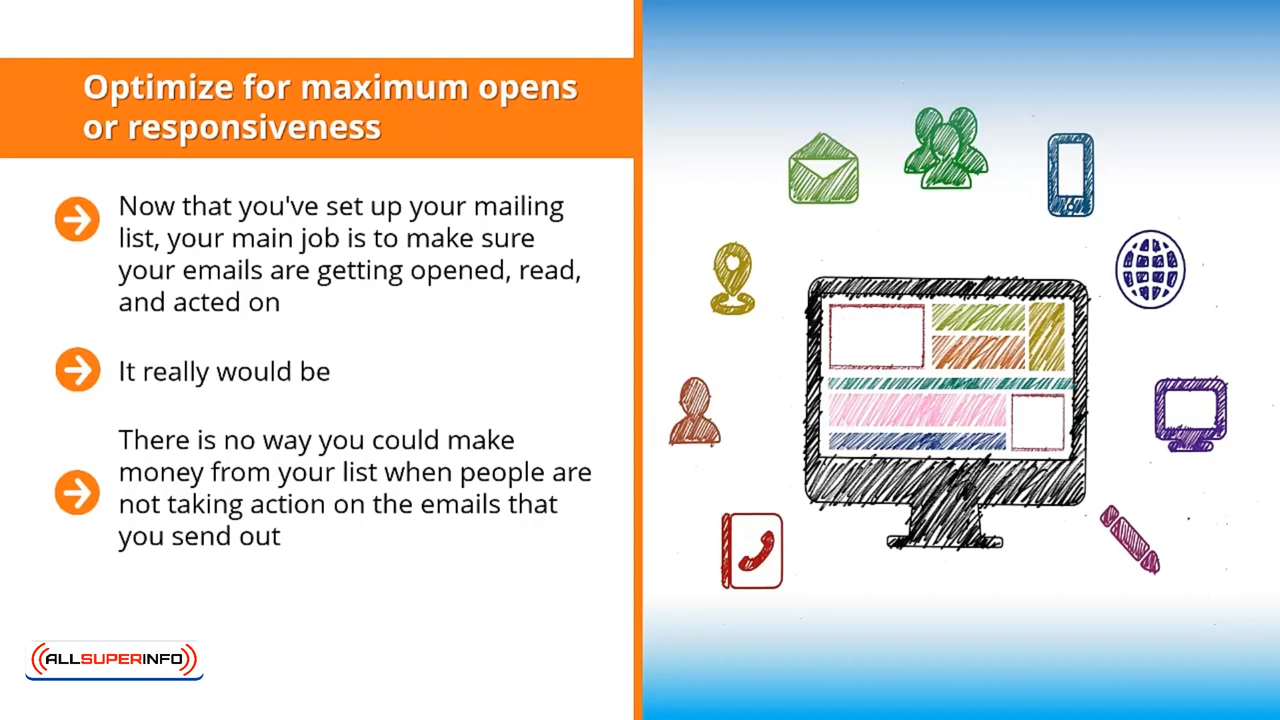 Optimize for maximum opens
or responsiveness
Now that you've set up your mailing
list, your main job is to make sure
your emails are getting opened, read,
and acted on
It really would be
There is no way you could make
money from your list when people are
not taking action on the emails that
you send out
ALLSUPERINFO